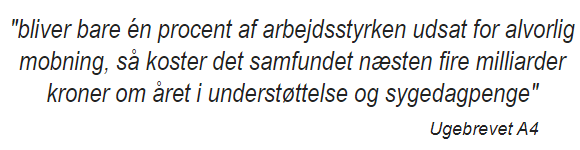 "bliver bare én procent af arbejdsstyrken udsat for alvorlig
mobning, så koster det samfundet næsten fire milliarder
kroner om året i understøttelse og sygedagpenge"
Ugebrevet A4